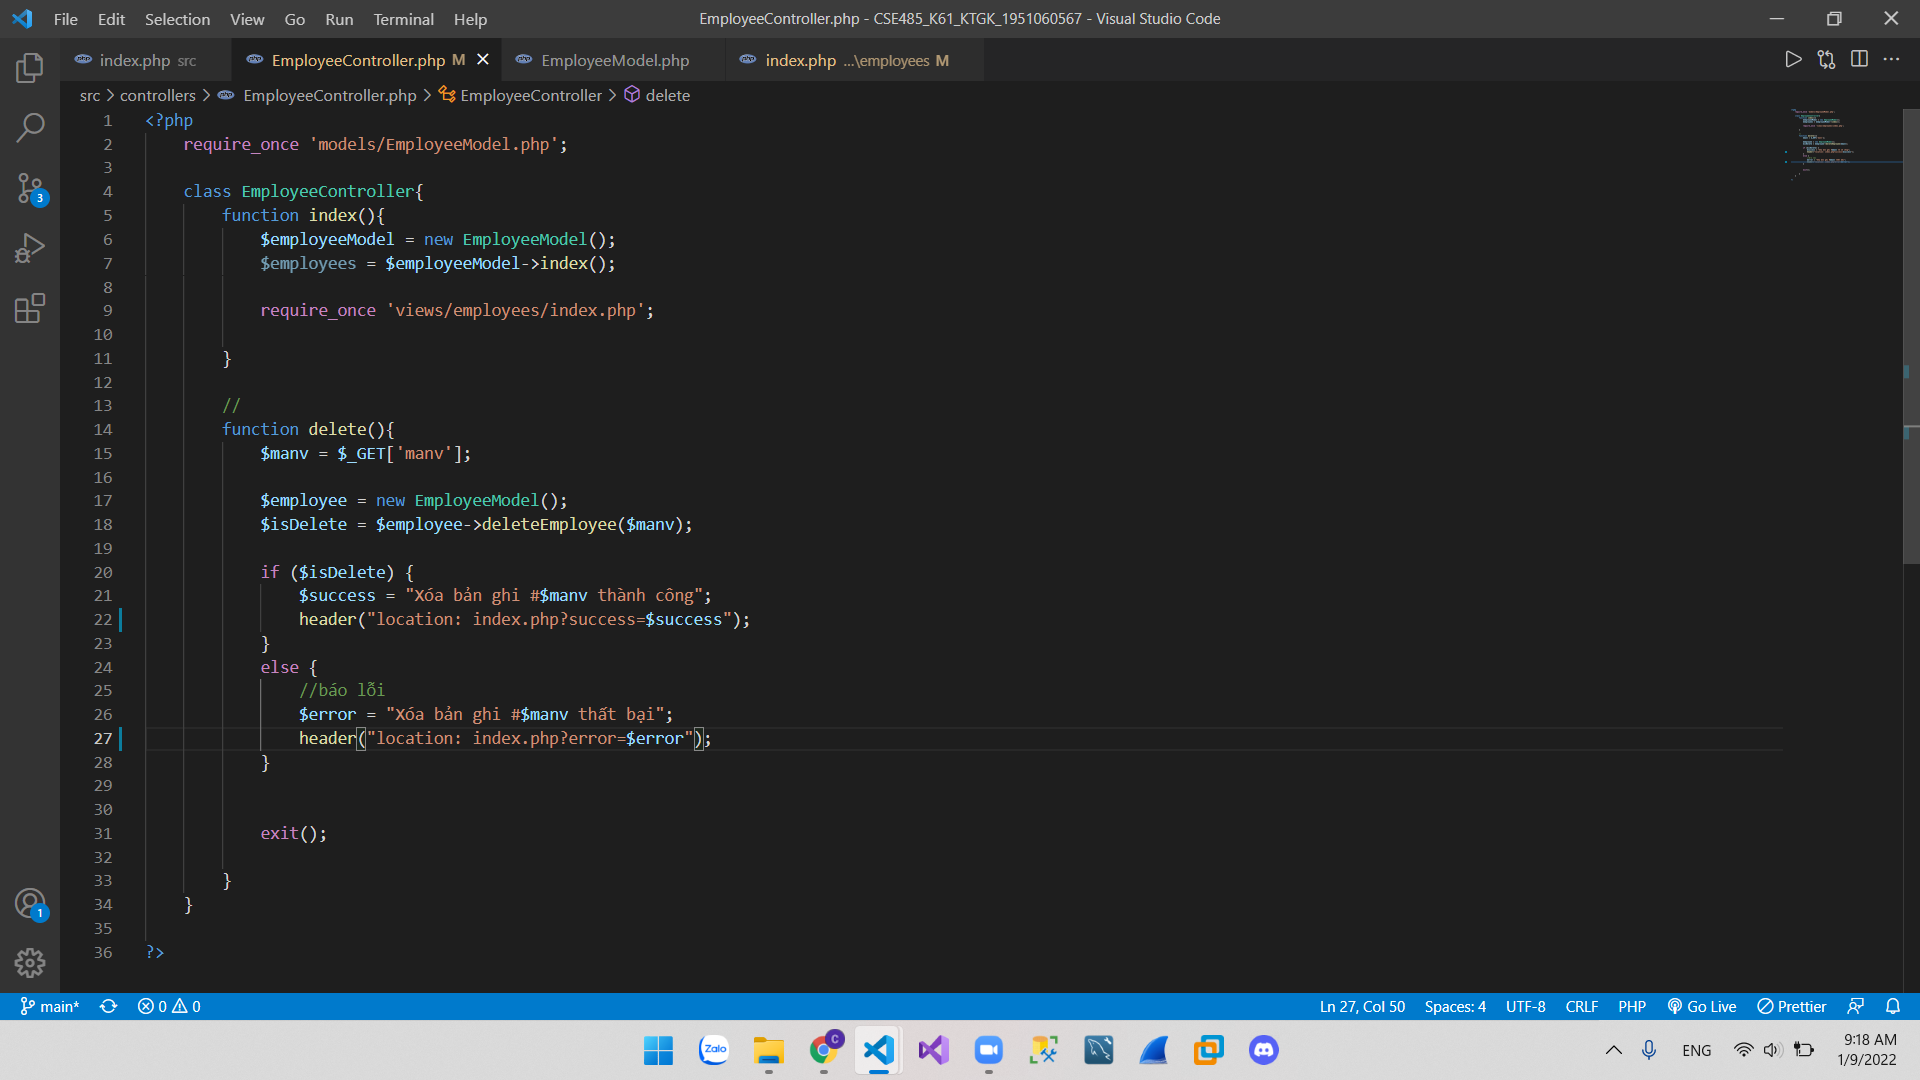 File Edit Selection View Go Run Terminal Help
EmployeeController.php - CSE485_K61_KTGK_1951060567 - Visual Studio Code
index.php src
EmployeeController.php M
EmployeeModel.php
index.php ...\employees M
src > controllers > EmployeeController.php > EmployeeController > delete
1 <?php
2 require_once 'models/EmployeeModel.php';
3
4 class EmployeeController{
5 function index(){
6 $employeeModel = new EmployeeModel();
7 $employees = $employeeModel->index();
8
9 require_once 'views/employees/index.php';
10
11 }
12
13 //
14 function delete(){
15 $manv = $_GET['manv'];
16
17 $employee = new EmployeeModel();
18 $isDelete = $employee->deleteEmployee($manv);
19
20 if ($isDelete) {
21 $success = "Xóa bản ghi #$manv thành công";
22 header("location: index.php?success=$success");
23 }
24 else {
25 //báo lỗi
26 $error = "Xóa bản ghi #$manv thất bại";
27 header("location: index.php?error=$error");
28 }
29
30
31 exit();
32
33 }
34 }
35
36 ?>
3
1
main* 0 0
Ln 27, Col 50 Spaces: 4 UTF-8 CRLF PHP Go Live Prettier
Zalo
C
ENG
9:18 AM
1/9/2022